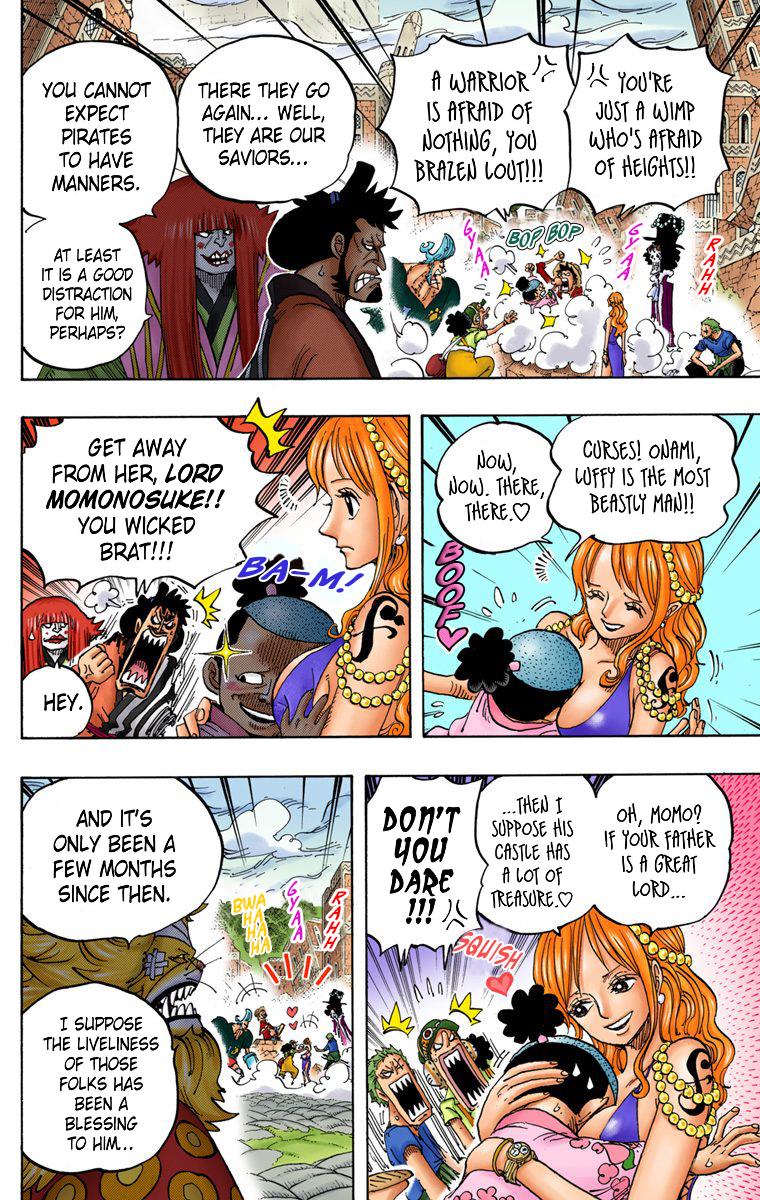 YOU'RE
JUST A WIMP
WHO'S AFRAID
OF HEIGHTS!!
A WARRIOR
IS AFRAID OF
NOTHING, YOU
BRAZEN LOUT!!!
RAHH
GYAA
BOP BOP
GYAA
THERE THEY GO
AGAIN... WELL,
THEY ARE OUR
SAVIORS...
YOU CANNOT
EXPECT
PIRATES
TO HAVE
MANNERS.
AT LEAST
IT IS A GOOD
DISTRACTION
FOR HIM,
PERHAPS?
CURSES! ONAMI,
LUFFY IS THE MOST
BEASTLY MAN!!
NOW,
NOW. THERE,
THERE.♡
BOOF♡
GET AWAY
FROM HER, LORD
MOMONOSUKE!!
YOU WICKED
BRAT!!!
BA-M!
HEY.
OH, MOMO?
IF YOUR FATHER
IS A GREAT
LORD...
...THEN I
SUPPOSE HIS
CASTLE HAS
A LOT OF
TREASURE.♡
SQUISH
DON'T
YOU
DARE
!!!
RAHH
GYAA
BWA
HA HA
HA
AND IT'S
ONLY BEEN A
FEW MONTHS
SINCE THEN.
I SUPPOSE
THE LIVELINESS
OF THOSE
FOLKS HAS
BEEN A
BLESSING
TO HIM...